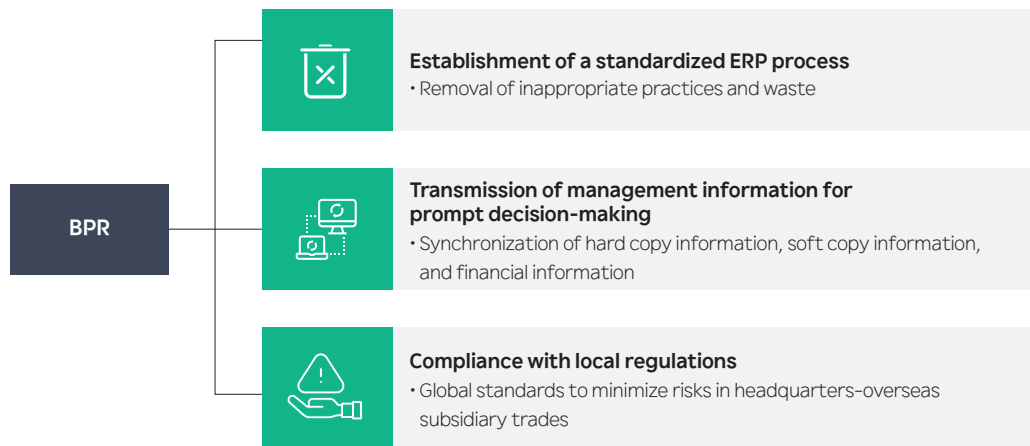 BPR
Establishment of a standardized ERP process
• Removal of inappropriate practices and waste
Transmission of management information for
prompt decision-making
• Synchronization of hard copy information, soft copy information,
and financial information
Compliance with local regulations
• Global standards to minimize risks in headquarters-overseas
subsidiary trades